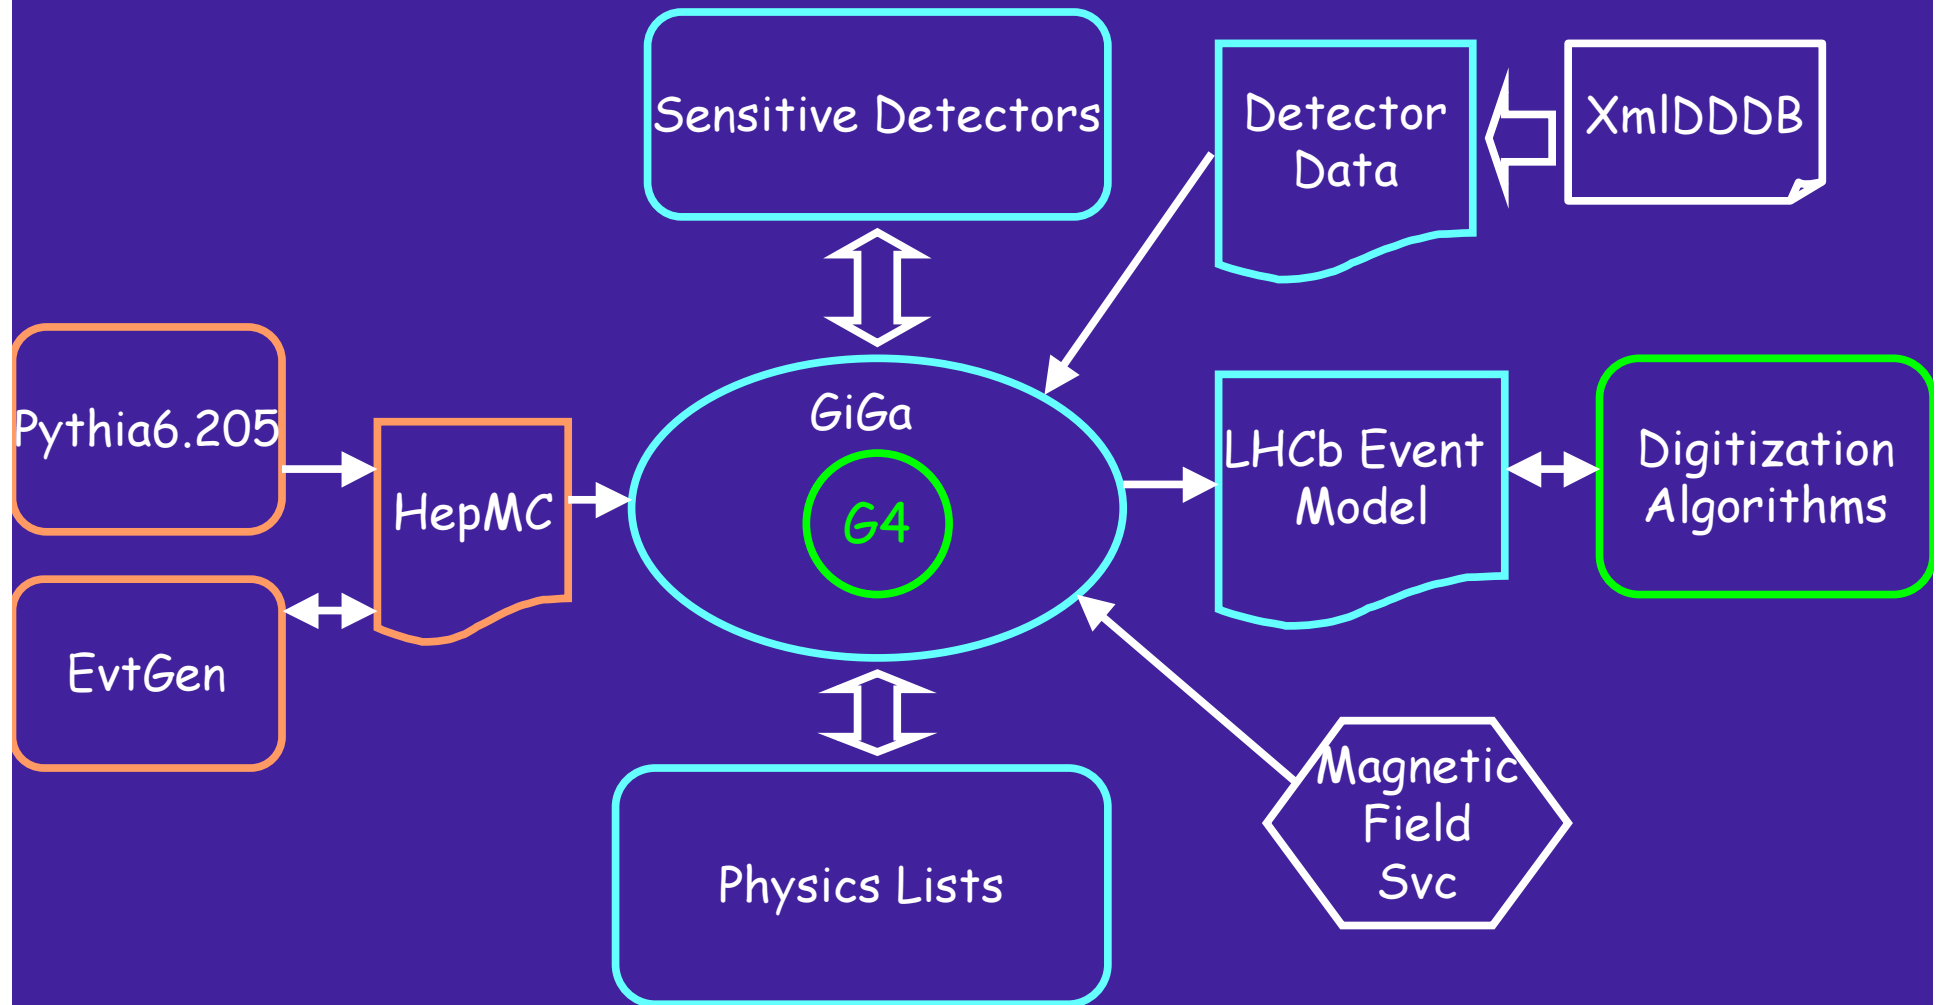 Sensitive Detectors
Detector
Data
XmlDDDB
Pythia6.205
HepMC
EvtGen
GiGa
G4
LHCb Event
Model
Digitization
Algorithms
Magnetic
Field
Svc
Physics Lists